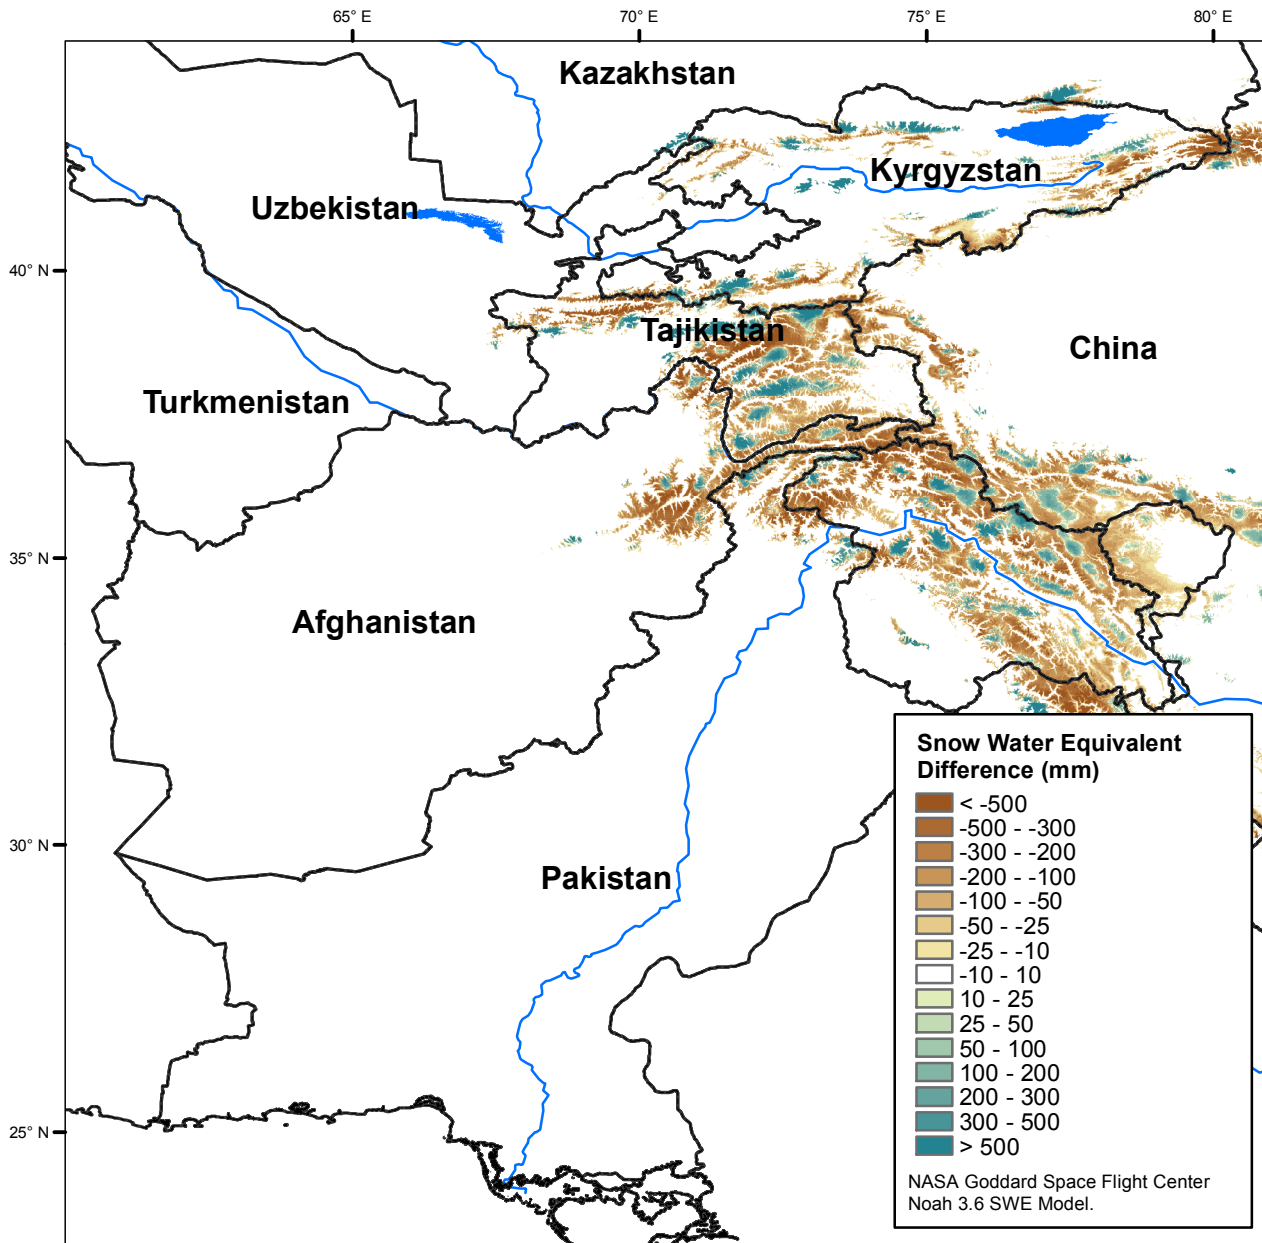 65° E
70° E
75° E
80° E
Kazakhstan
Kyrgyzstan
Uzbekistan
40° N
Tajikistan
China
Turkmenistan
35° N
Afghanistan
30° N
Pakistan
25° N
Snow Water Equivalent
Difference (mm)
< -500
-500 - -300
-300 - -200
-200 - -100
-100 - -50
-50 - -25
-25 - -10
-10 - 10
10 - 25
25 - 50
50 - 100
100 - 200
200 - 300
300 - 500
> 500
NASA Goddard Space Flight Center
Noah 3.6 SWE Model.